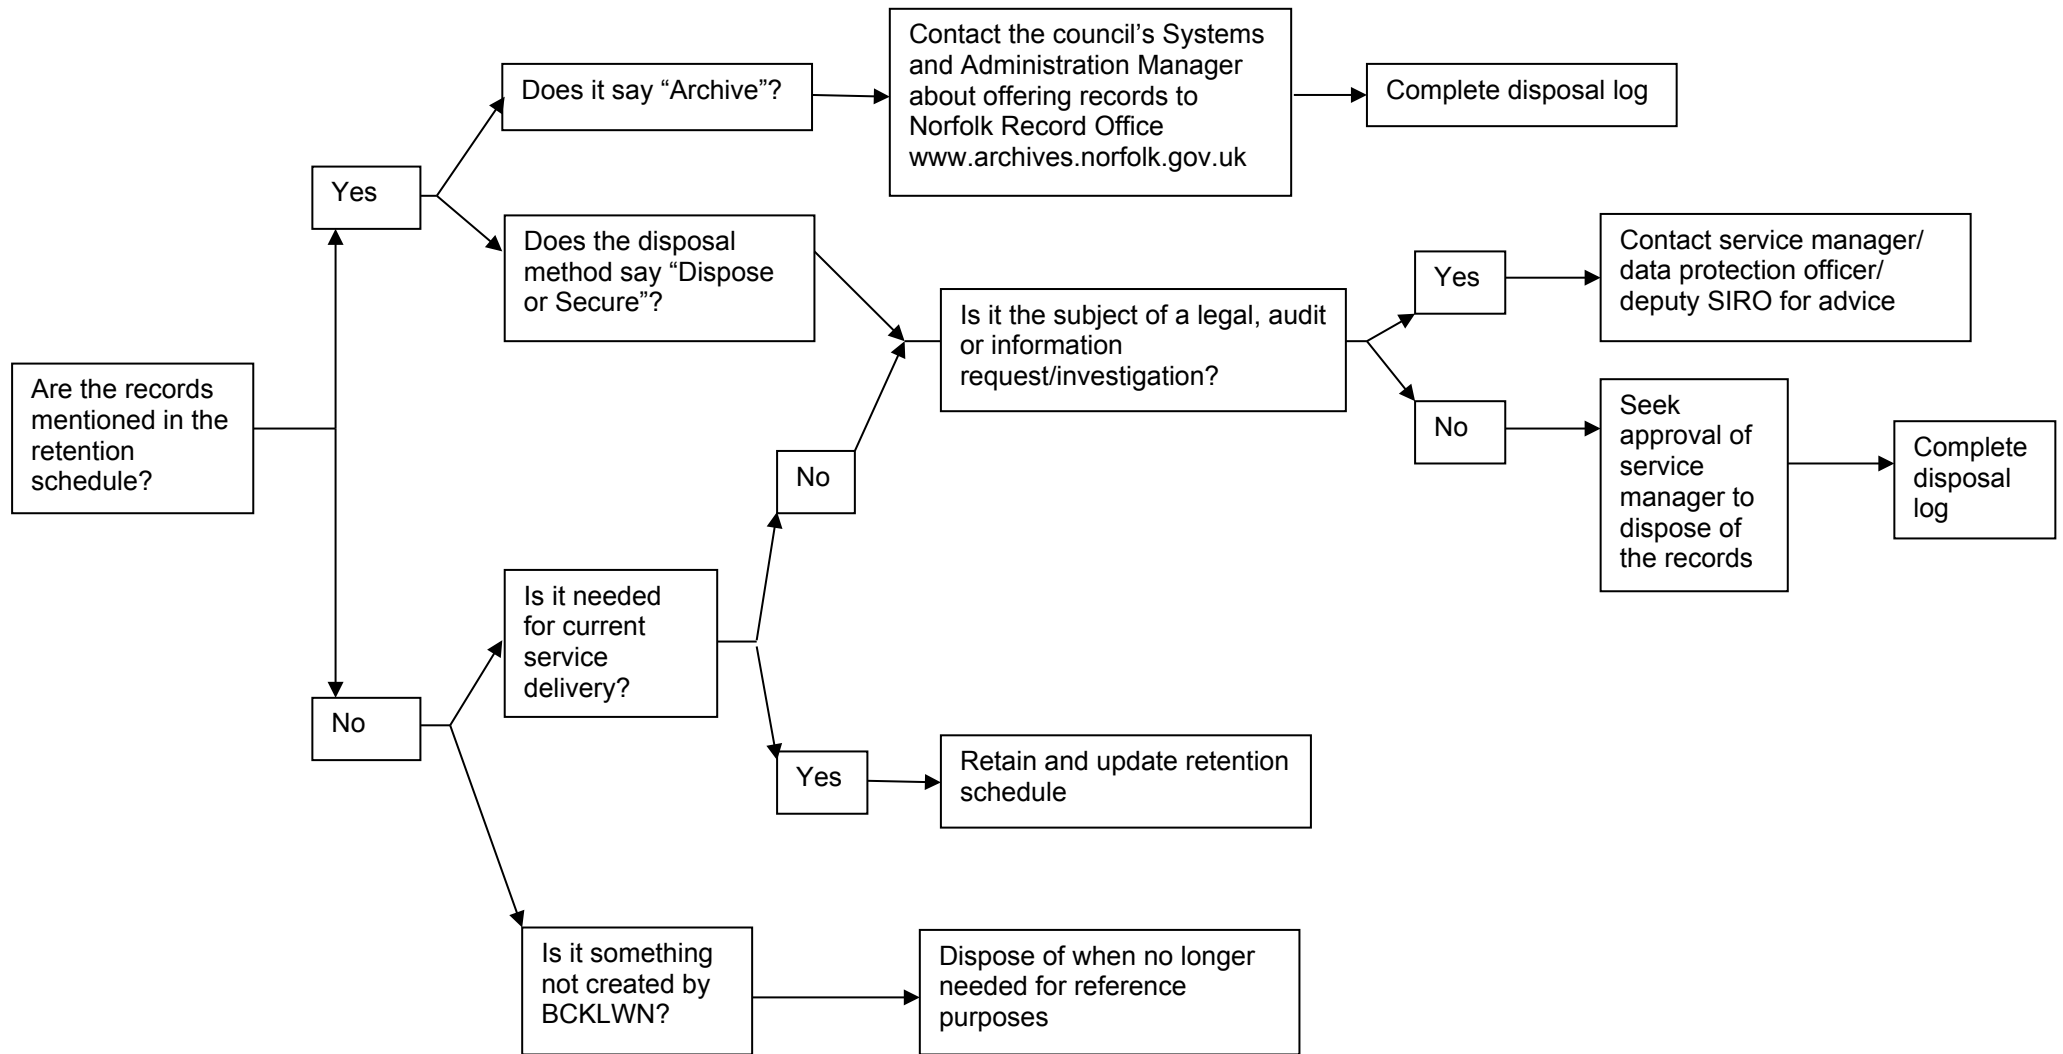 Are the records
mentioned in the
retention
schedule?
Yes
Does it say “Archive”?
Contact the council’s Systems
and Administration Manager
about offering records to
Norfolk Record Office
www.archives.norfolk.gov.uk
Complete disposal log
Does the disposal
method say “Dispose
or Secure”?
Is it the subject of a legal, audit
or information
request/investigation?
Yes
Contact service manager/
data protection officer/
deputy SIRO for advice
No
Seek
approval of
service
manager to
dispose of
the records
Complete
disposal
log
No
Is it needed
for current
service
delivery?
No
Yes
Retain and update retention
schedule
Is it something
not created by
BCKLWN?
Dispose of when no longer
needed for reference
purposes